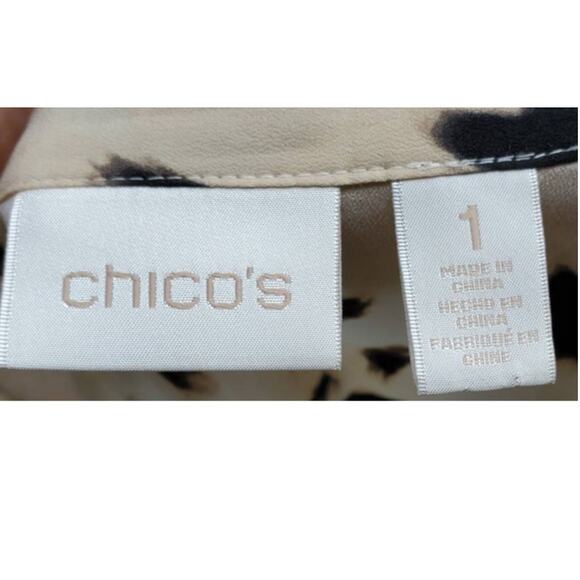 chico's
1
MADE IN
CHINA
HECHO EN
CHINA
FABRIQUÉ EN
CHINE